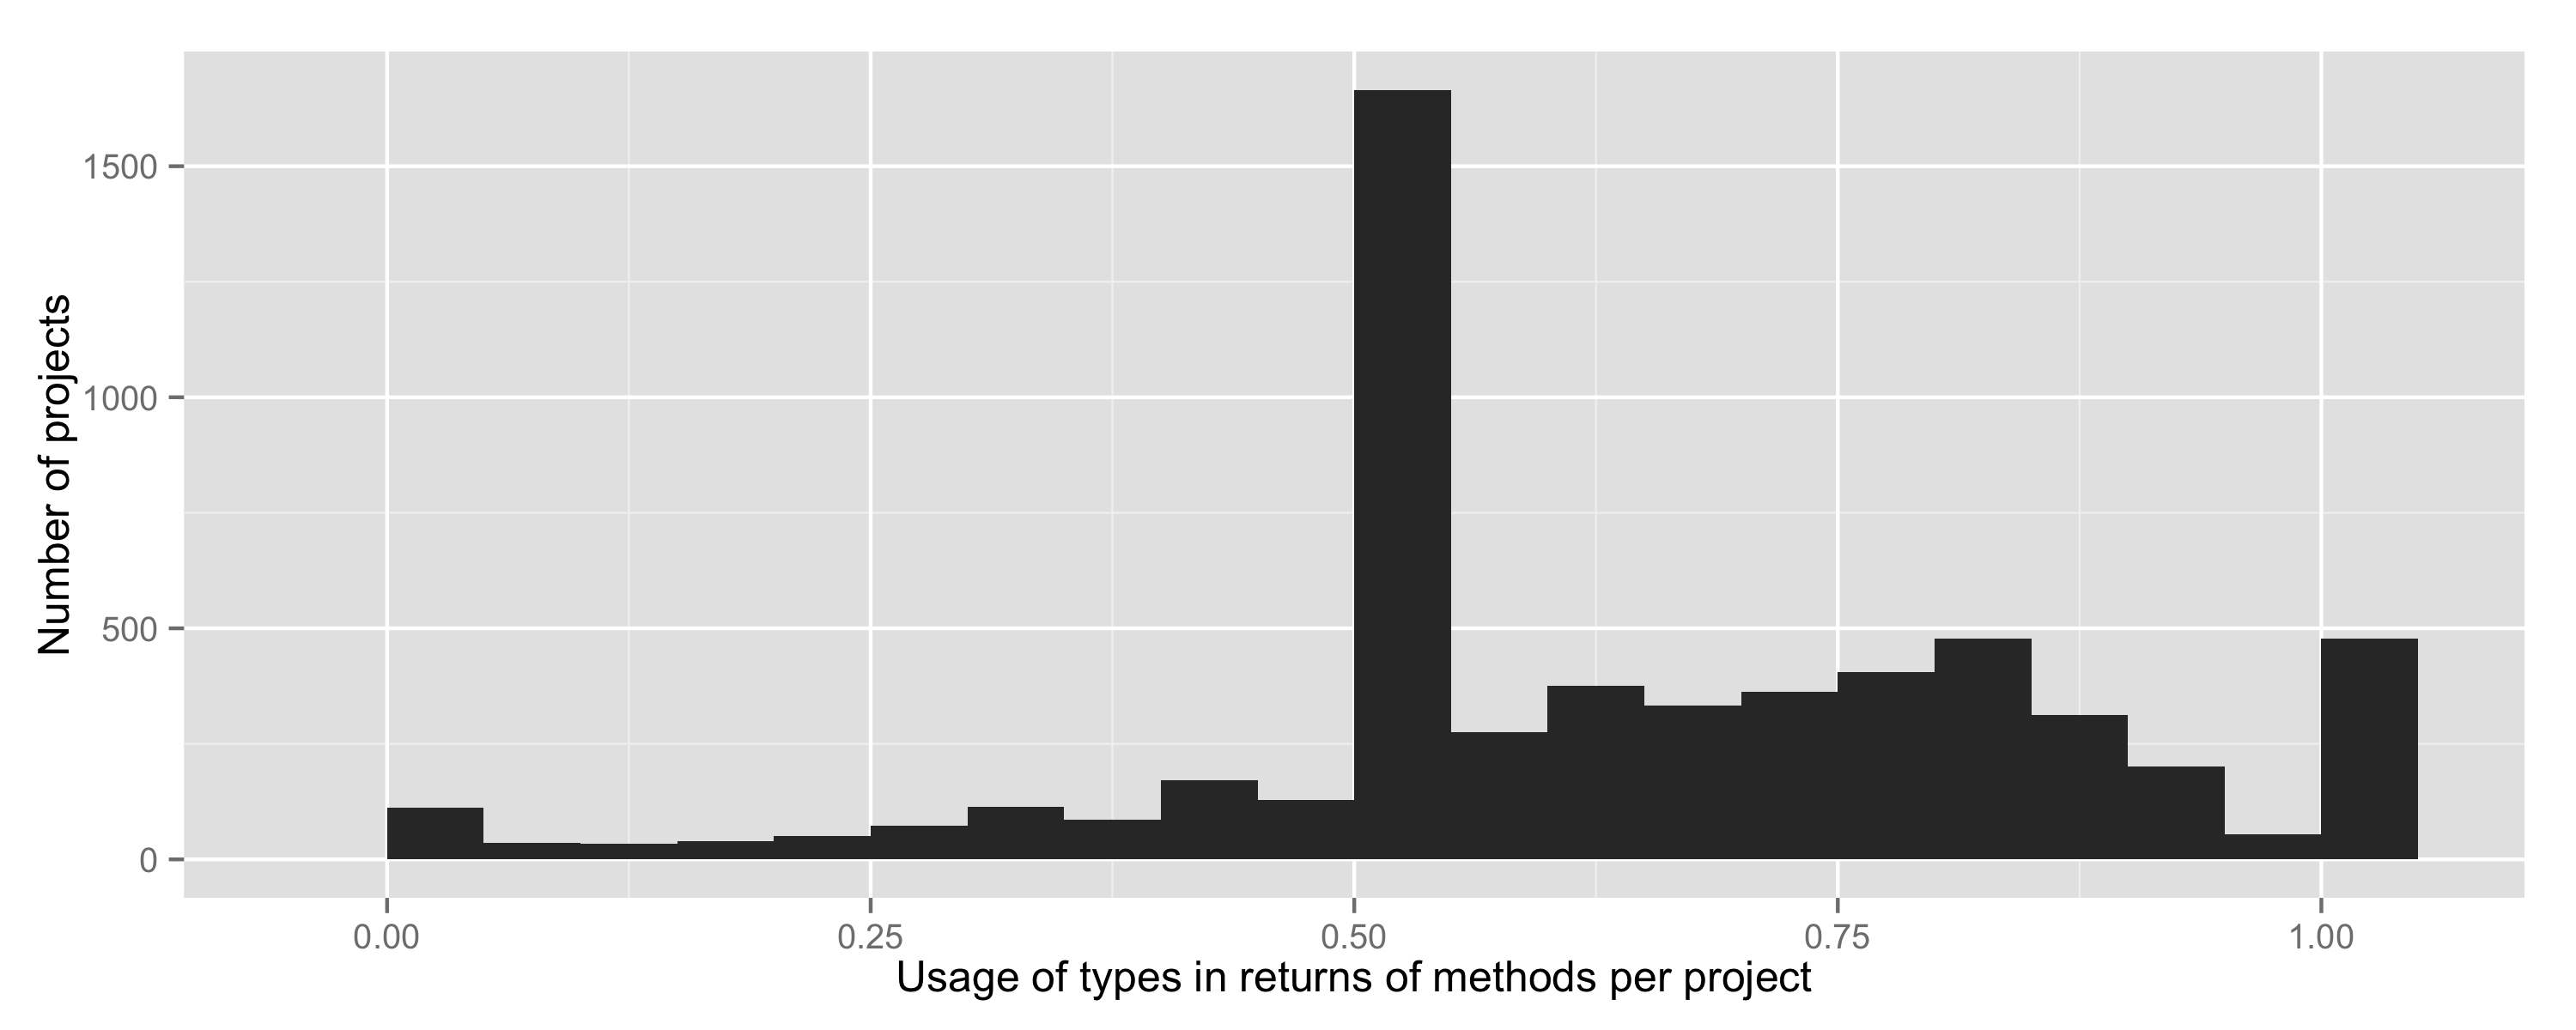 Number of projects
1500
1000
500
0
0.00 0.25 0.50 0.75 1.00
Usage of types in returns of methods per project